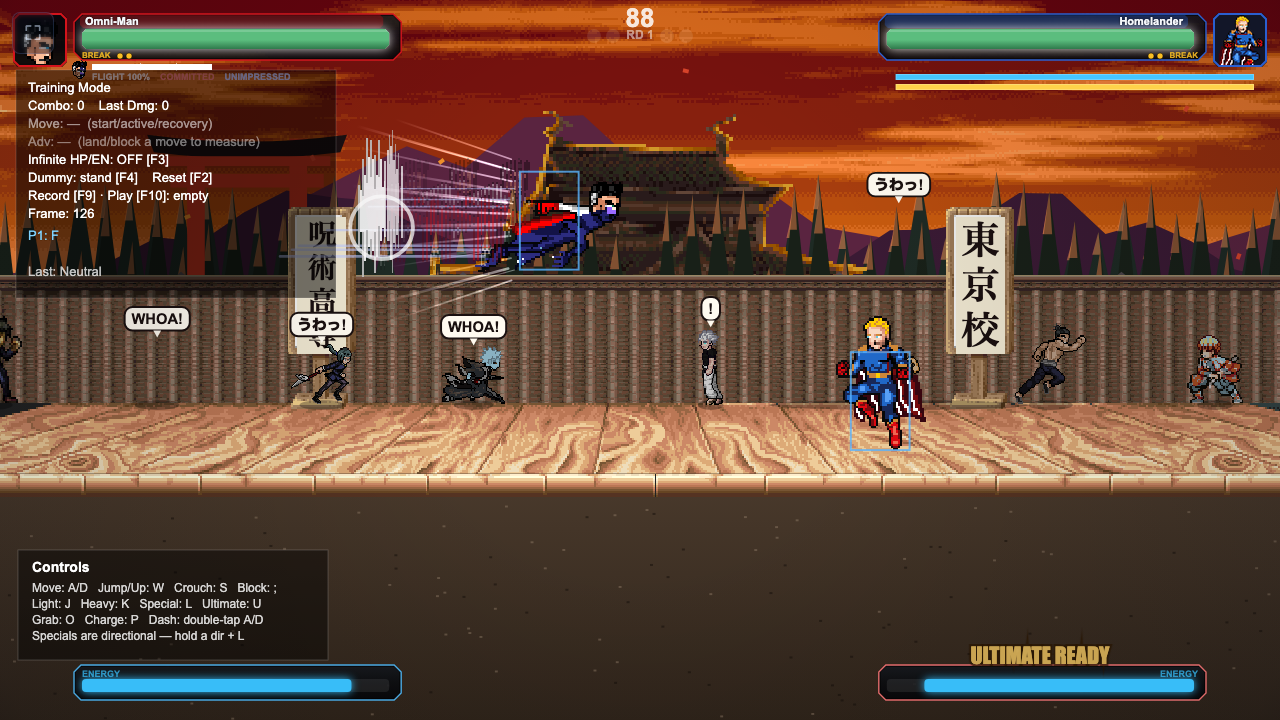 Omni-Man
88
RD 1
Homelander
BREAK
BREAK
FLIGHT 100% COMMITTED UNIMPRESSED
Training Mode
Combo: 0 Last Dmg: 0
Move: — (start/active/recovery)
Adv: — (land/block a move to measure)
Infinite HP/EN: OFF [F3]
Dummy: stand [F4] Reset [F2]
Record [F9] · Play [F10]: empty
Frame: 126
P1: F
Last: Neutral
うわっ!
呪術高専
東京校
WHOA!
うわっ!
WHOA!
!
Controls
Move: A/D Jump/Up: W Crouch: S Block: ;
Light: J Heavy: K Special: L Ultimate: U
Grab: O Charge: P Dash: double-tap A/D
Specials are directional — hold a dir + L
ULTIMATE READY
ENERGY
ENERGY